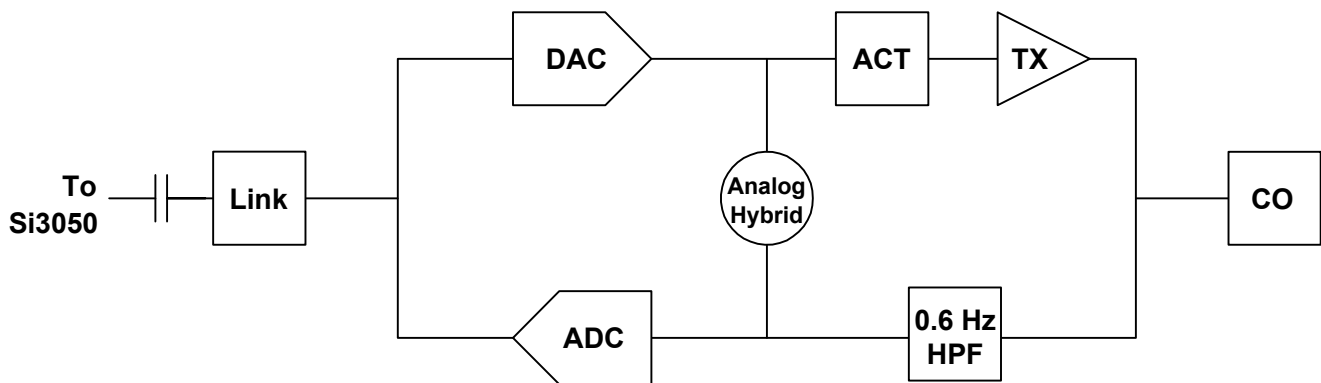 DAC
ACT
TX
To
Si3050
Link
Analog
Hybrid
CO
ADC
0.6 Hz
HPF